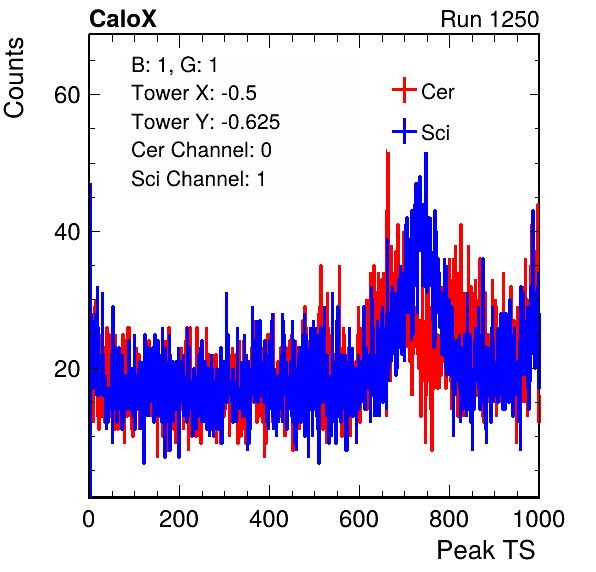 CaloX Run 1250
Counts
B: 1, G: 1
Tower X: -0.5
Tower Y: -0.625
Cer Channel: 0
Sci Channel: 1
Cer
Sci
60
40
20
0 200 400 600 800 1000
Peak TS